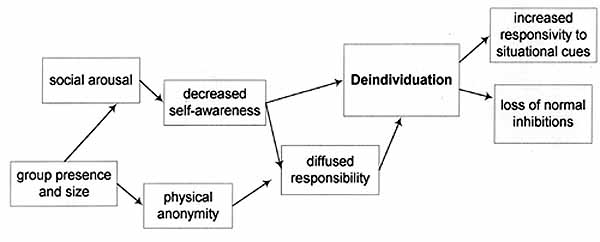 social arousal
group presence
and size
decreased
self-awareness
physical
anonymity
diffused
responsibility
Deindividuation
increased
responsivity to
situational cues
loss of normal
inhibitions